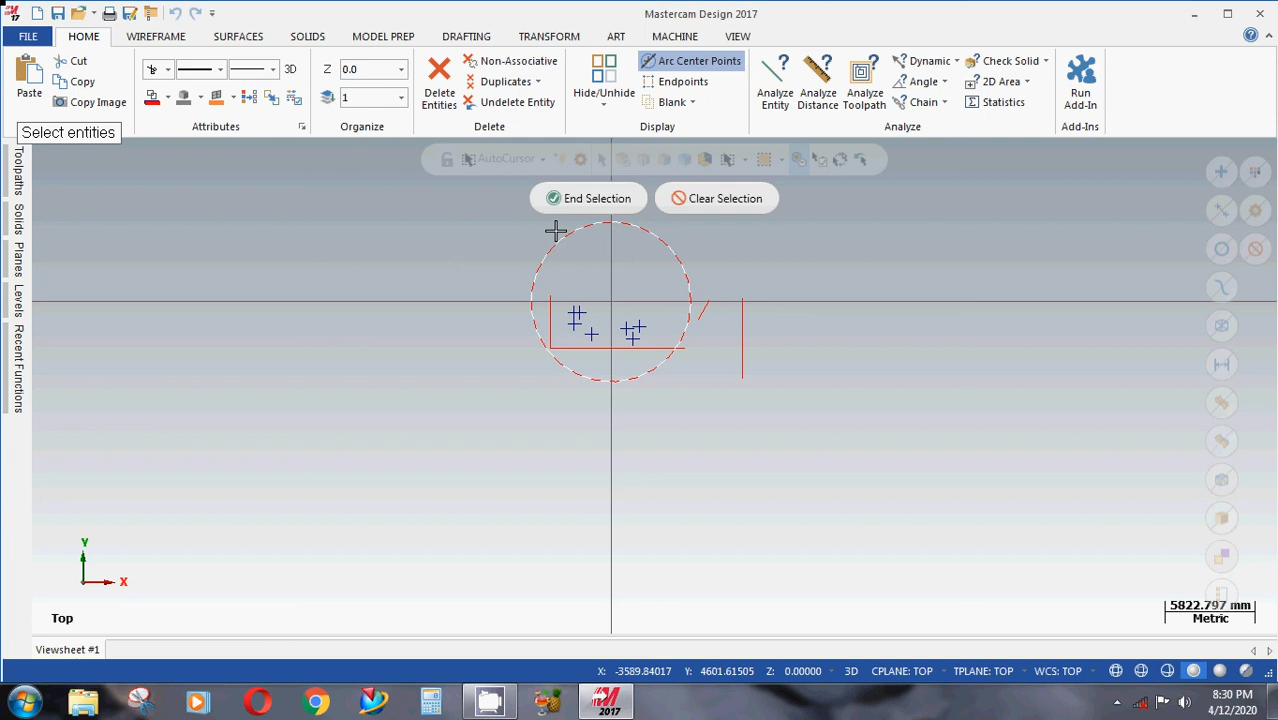 17
Mastercam Design 2017
FILE
HOME
WIREFRAME
SURFACES
SOLIDS
MODEL PREP
DRAFTING
TRANSFORM
ART
MACHINE
VIEW
Paste
Cut
Copy
Copy Image
3D
Attributes
Z 0.0
1
Organize
Delete Entities
Non-Associative
Duplicates
Undelete Entity
Delete
Hide/Unhide
Arc Center Points
Endpoints
Blank
Display
Analyze Entity
Analyze Distance
Analyze Toolpath
Dynamic
Angle
Chain
Check Solid
2D Area
Statistics
Analyze
Run Add-In
Add-Ins
Select entities
AutoCursor
End Selection
Clear Selection
Toolpaths
Solids
Planes
Levels
Recent Functions
Y
X
Top
5822.797 mm
Metric
Viewsheet #1
X: -3589.84017 Y: 4601.61505 Z: 0.00000 3D CPLANE: TOP TPLANE: TOP WCS: TOP
2017
8:30 PM
4/12/2020